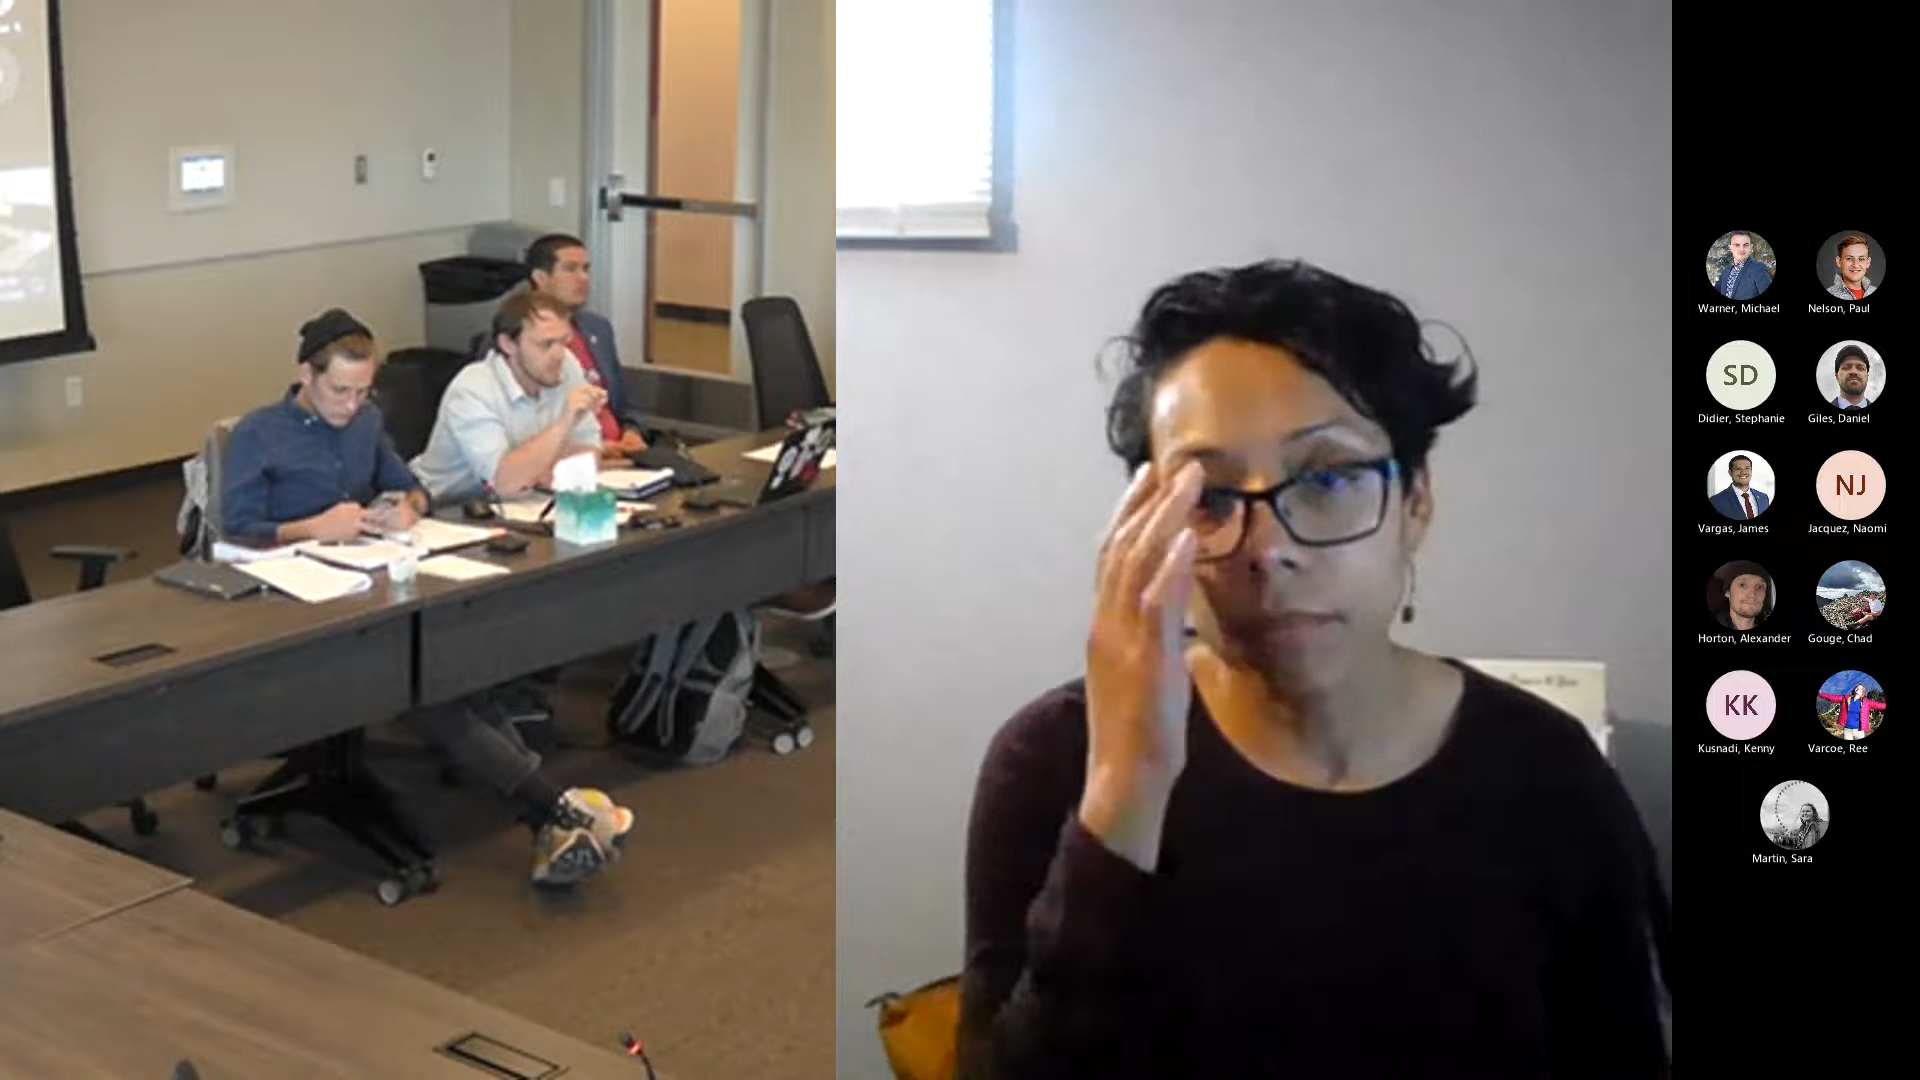 Warner, Michael
Nelson, Paul
SD
Didier, Stephanie
Giles, Daniel
Vargas, James
NJ
Jacquez, Naomi
Horton, Alexander
Gouge, Chad
KK
Kusnadi, Kenny
Varcoe, Ree
Martin, Sara